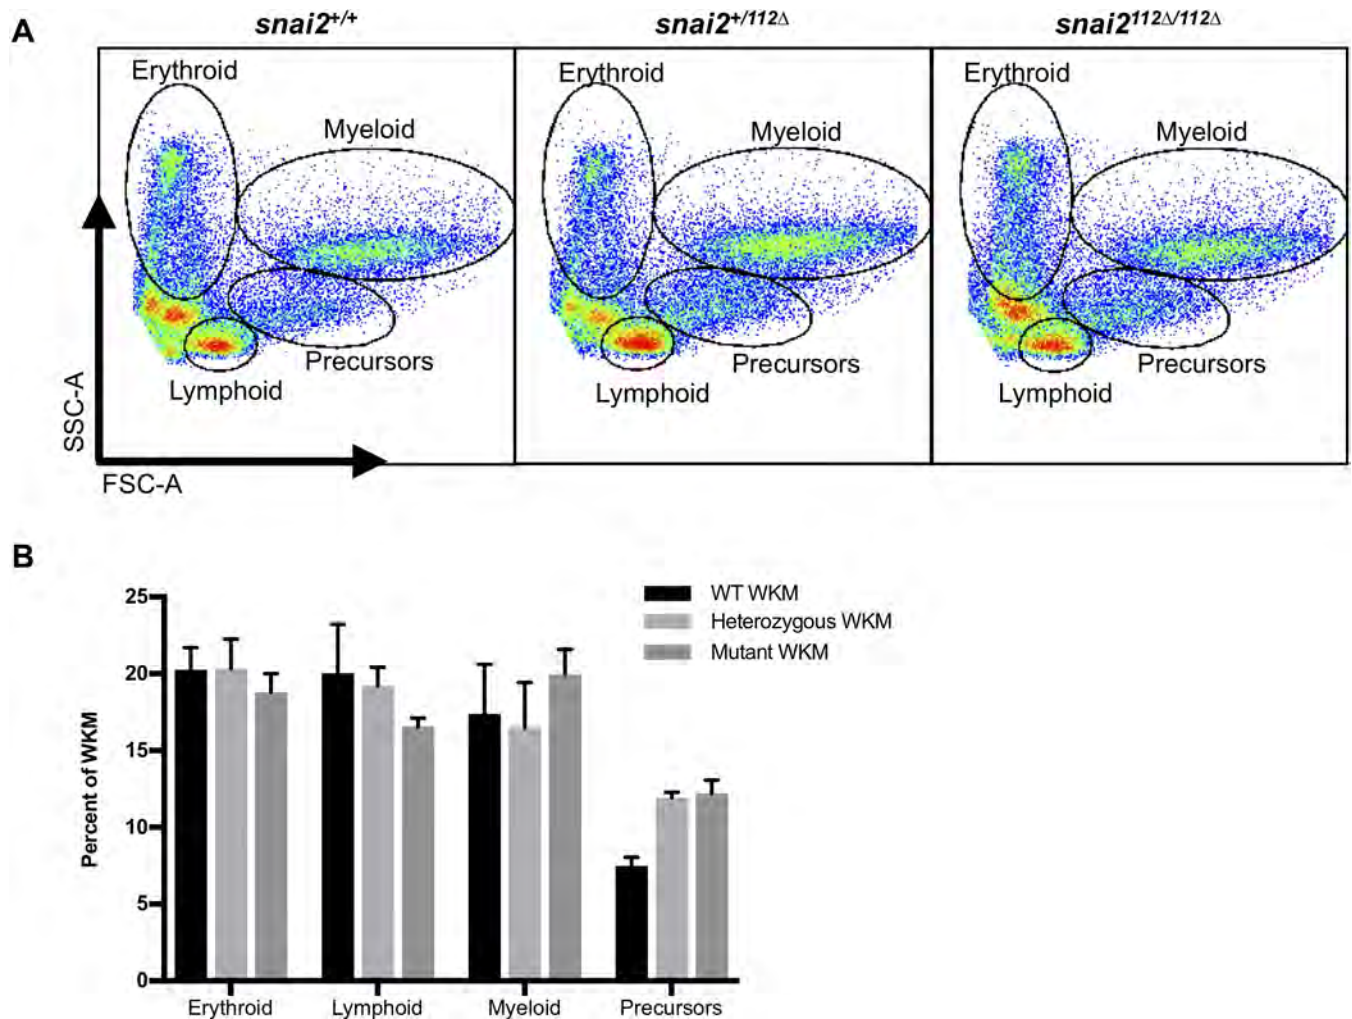 A
snai2+/+
snai2+/112Δ
snai2112Δ/112Δ
Erythroid
Myeloid
Precursors
Lymphoid
Erythroid
Myeloid
Precursors
Lymphoid
Erythroid
Myeloid
Precursors
Lymphoid
SSC-A
FSC-A
B
WT WKM
Heterozygous WKM
Mutant WKM
Percent of WKM
25
20
15
10
5
0
Erythroid
Lymphoid
Myeloid
Precursors